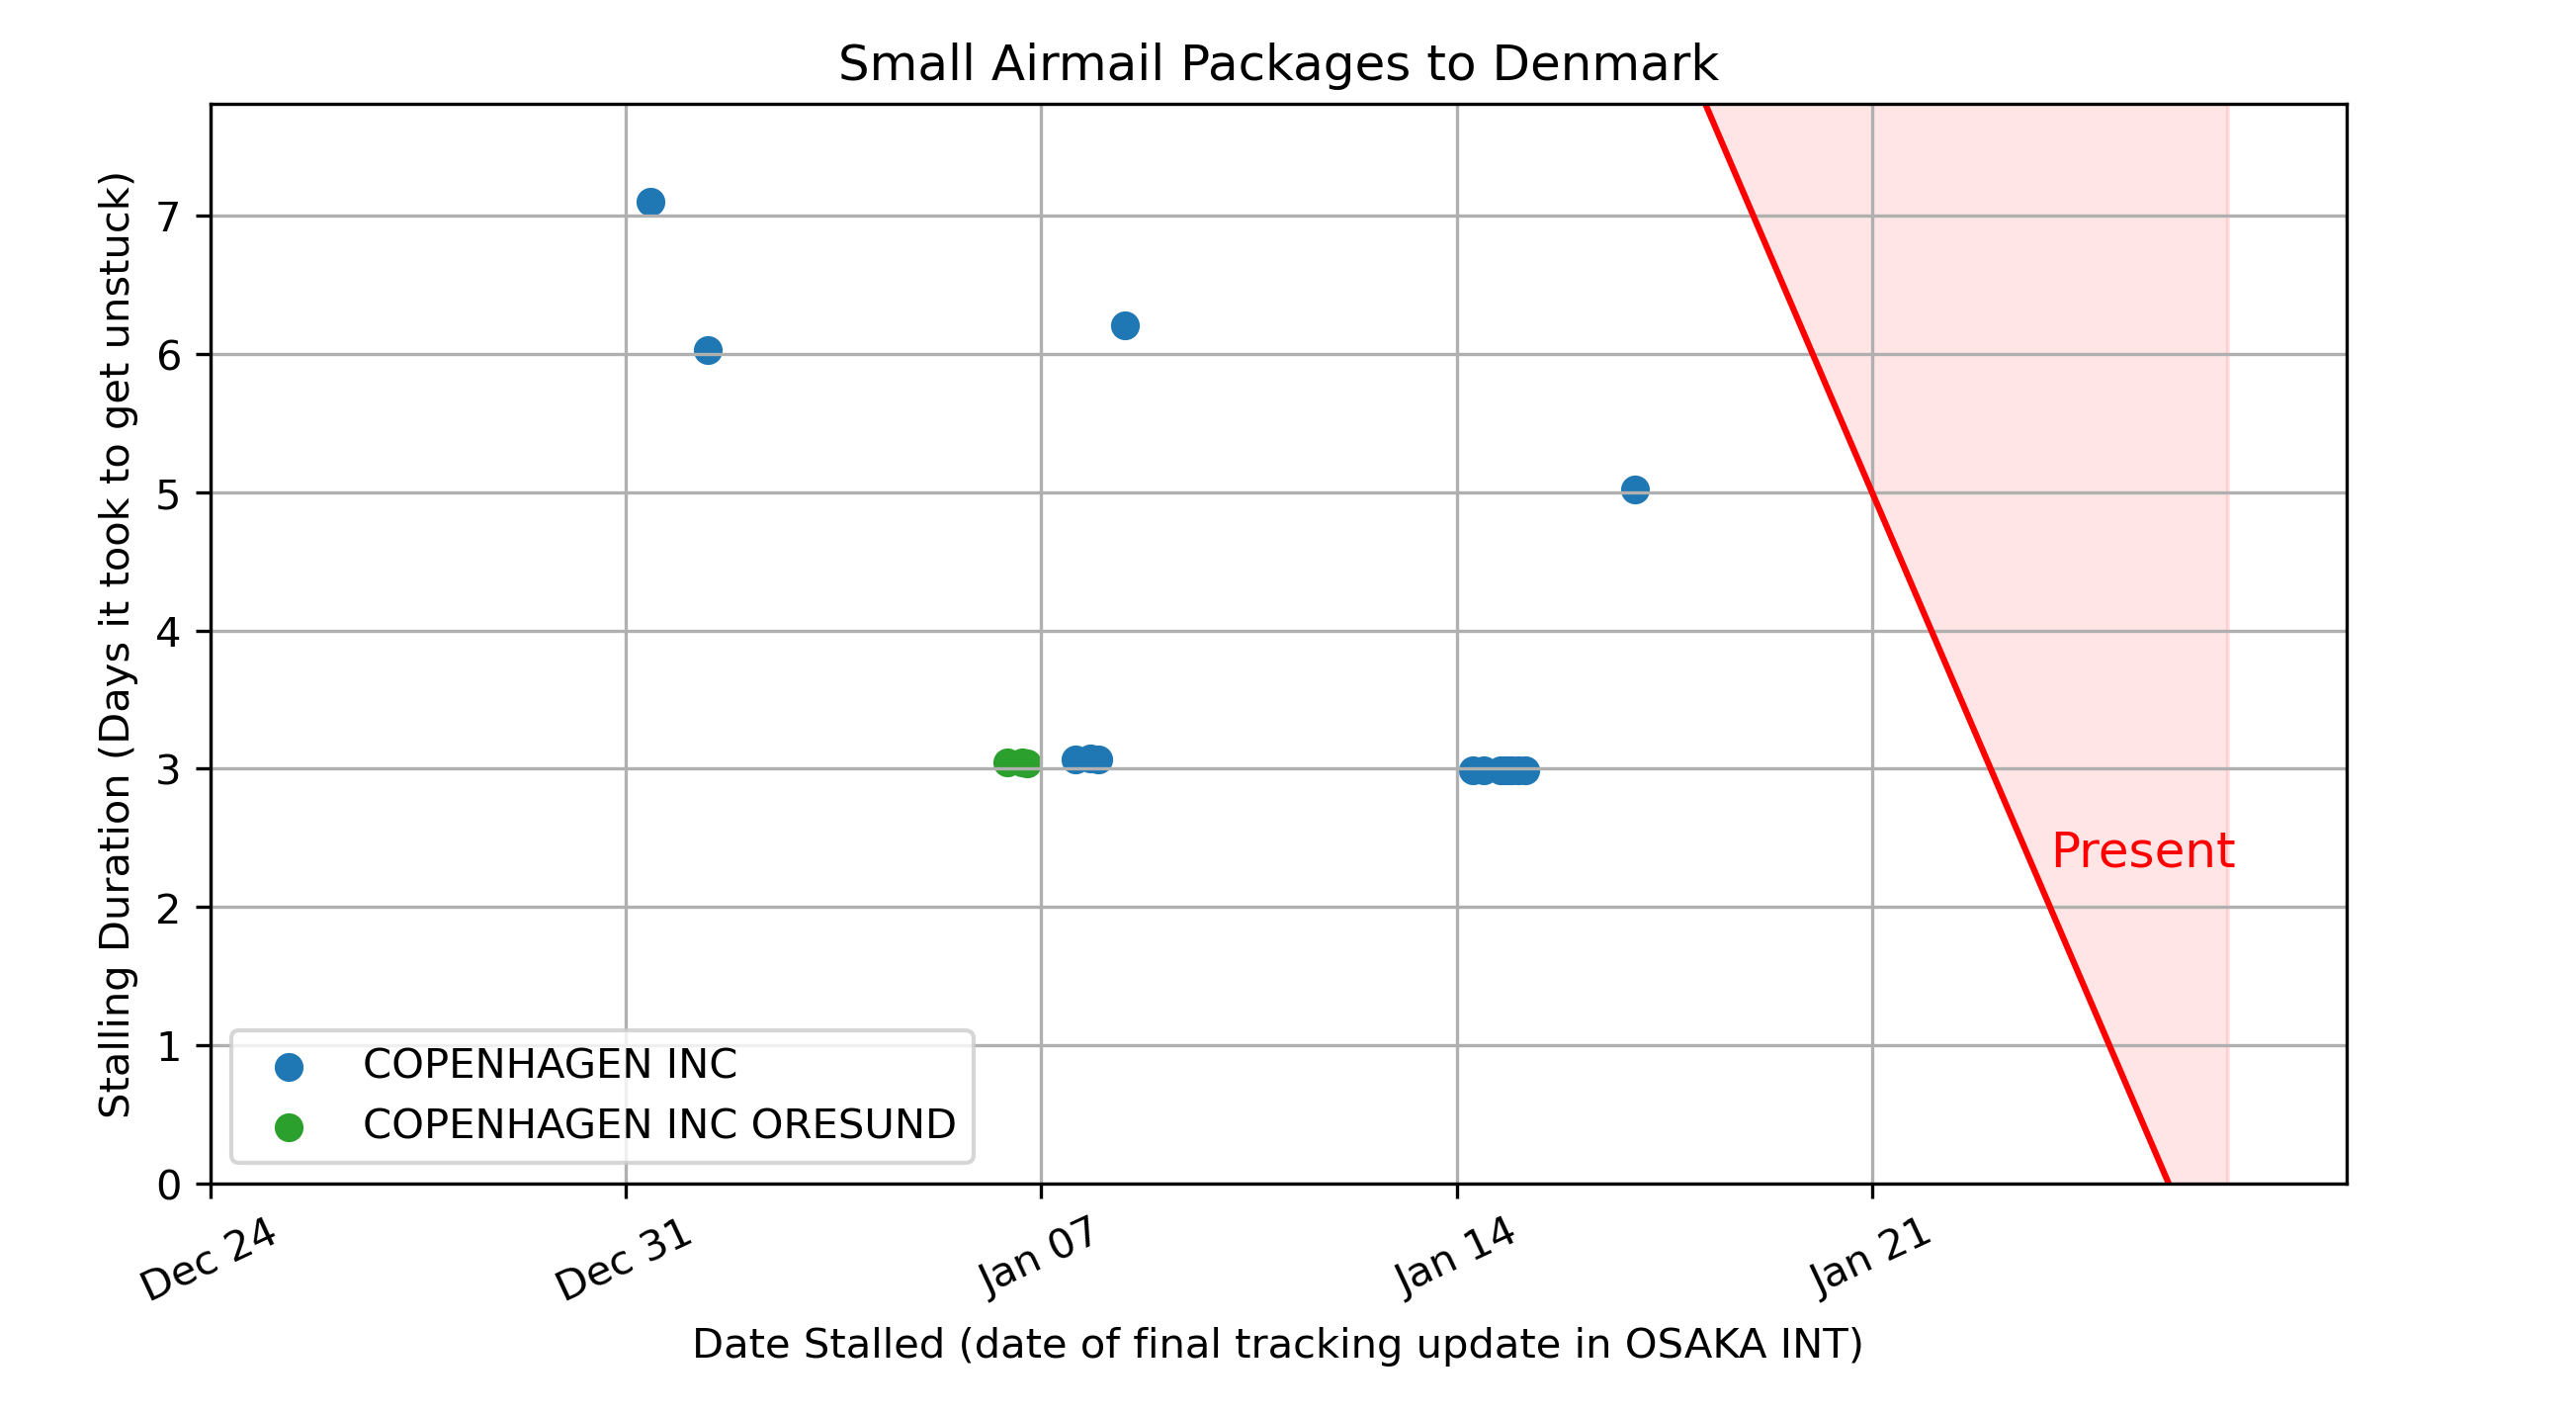 Small Airmail Packages to Denmark
Stalling Duration (Days it took to get unstuck)
7
6
5
4
3
2
1
0
Present
COPENHAGEN INC
COPENHAGEN INC ORESUND
Dec 24
Dec 31
Jan 07
Jan 14
Jan 21
Date Stalled (date of final tracking update in OSAKA INT)